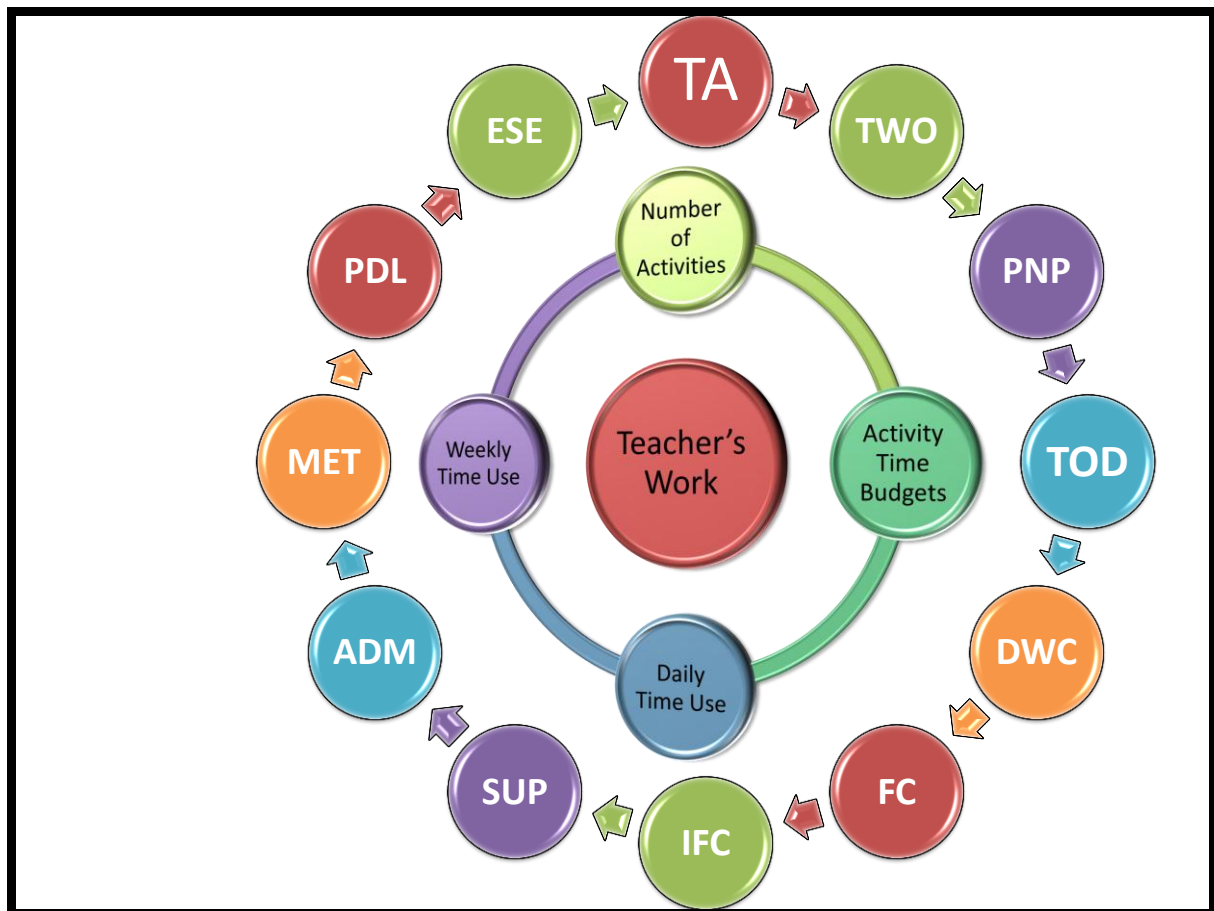 TA
TWO
PNP
TOD
DWC
FC
IFC
SUP
ADM
MET
PDL
ESE
Number
of
Activities
Activity
Time
Budgets
Daily
Time Use
Weekly
Time Use
Teacher’s
Work